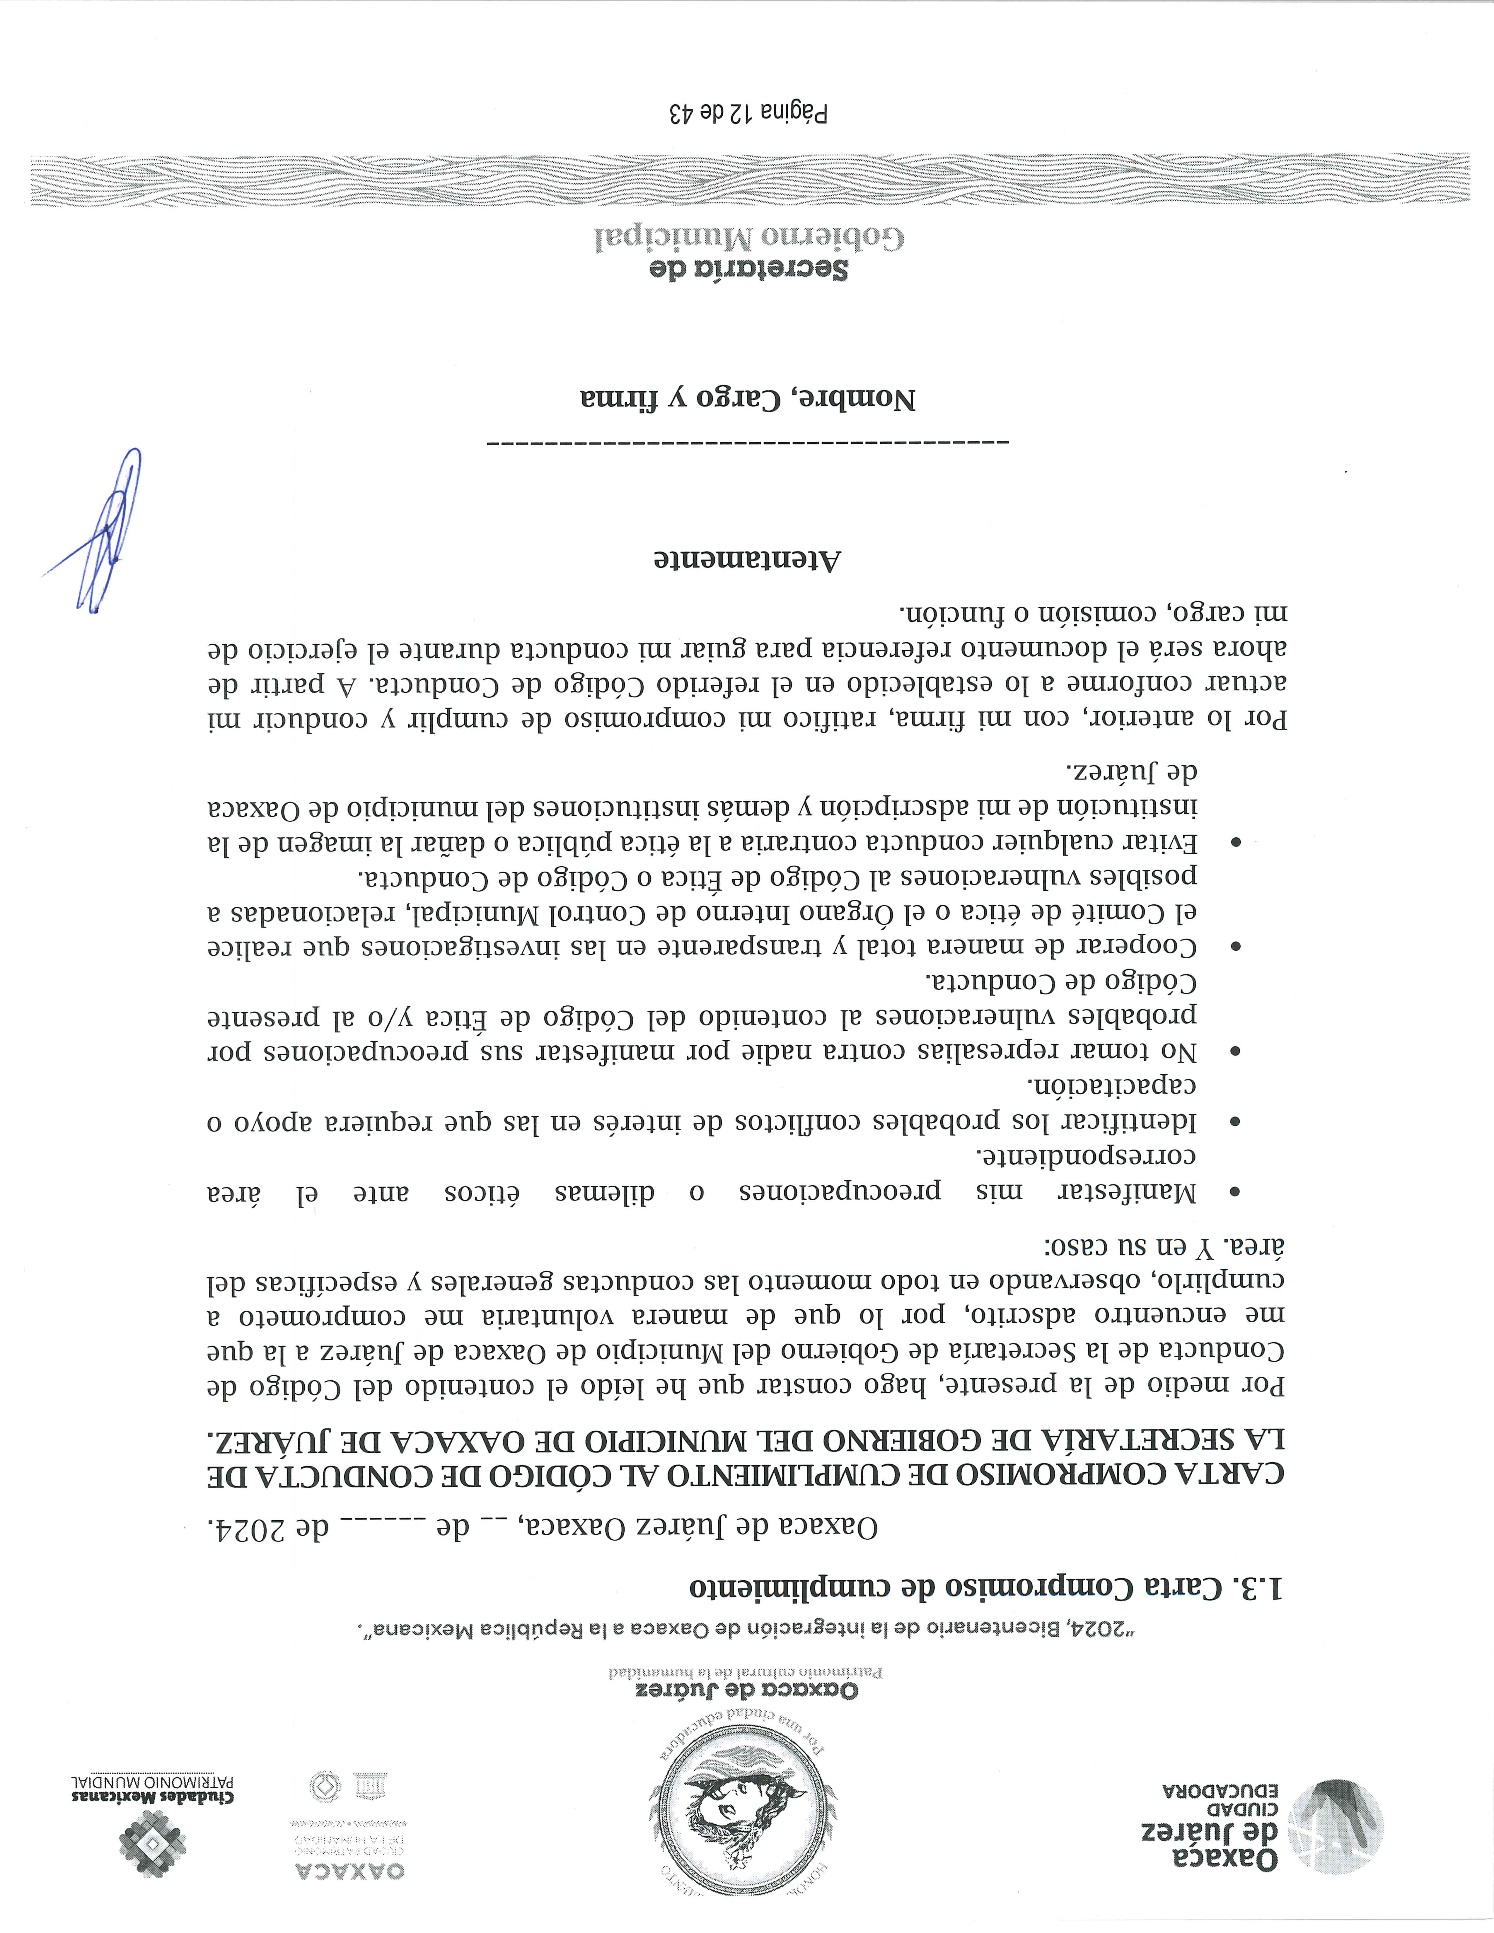 Oaxaca
de Juárez
CIUDAD
EDUCADORA
Por una ciudad educadora
Oaxaca de Juárez
Patrimonio cultural de la humanidad
OAXACA
CIUDAD PATRIMONIO
DE LA HUMANIDAD
Ciudades Mexicanas
PATRIMONIO MUNDIAL
"2024, Bicentenario de la integración de Oaxaca a la República Mexicana".
1.3. Carta Compromiso de cumplimiento
Oaxaca de Juárez Oaxaca, __ de ______ de 2024.
CARTA COMPROMISO DE CUMPLIMIENTO AL CÓDIGO DE CONDUCTA DE
LA SECRETARÍA DE GOBIERNO DEL MUNICIPIO DE OAXACA DE JUÁREZ.
Por medio de la presente, hago constar que he leído el contenido del Código de
Conducta de la Secretaría de Gobierno del Municipio de Oaxaca de Juárez a la que
me encuentro adscrito, por lo que de manera voluntaria me comprometo a
cumplirlo, observando en todo momento las conductas generales y específicas del
área. Y en su caso:
• Manifestar mis preocupaciones o dilemas éticos ante el área
correspondiente.
• Identificar los probables conflictos de interés en las que requiera apoyo o
capacitación.
• No tomar represalias contra nadie por manifestar sus preocupaciones por
probables vulneraciones al contenido del Código de Ética y/o al presente
Código de Conducta.
• Cooperar de manera total y transparente en las investigaciones que realice
el Comité de ética o el Órgano Interno de Control Municipal, relacionadas a
posibles vulneraciones al Código de Ética o Código de Conducta.
• Evitar cualquier conducta contraria a la ética pública o dañar la imagen de la
institución de mi adscripción y demás instituciones del municipio de Oaxaca
de Juárez.
Por lo anterior, con mi firma, ratifico mi compromiso de cumplir y conducir mi
actuar conforme a lo establecido en el referido Código de Conducta. A partir de
ahora será el documento referencia para guiar mi conducta durante el ejercicio de
mi cargo, comisión o función.
Atentamente
____________________________________
Nombre, Cargo y firma
Secretaría de
Gobierno Municipal
Página 12 de 43